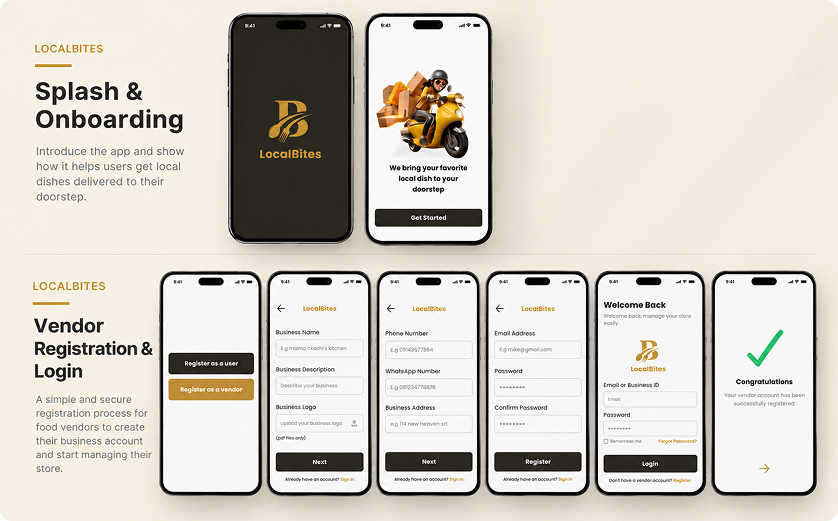 LOCALBITES
Splash &
Onboarding
Introduce the app and show
how it helps users get local
dishes delivered to their
doorstep.
9:41
LocalBites
9:41
We bring your favorite
local dish to your
doorstep
Get Started
LOCALBITES
Vendor
Registration &
Login
A simple and secure
registration process for
food vendors to create
their business account
and start managing their
store.
9:41
Register as a user
Register as a vendor
9:41
LocalBites
Business Name
E.g mama nkechi's kitchen
Business Description
Describe your business
Business Logo
upload your business logo
(pdf files only)
Next
Already have an account? Sign in
9:41
LocalBites
Phone Number
E.g 09143577864
WhatsApp Number
E.g 081234778876
Business Address
e.g 114 new heaven srt
Next
Already have an account? Sign in
9:41
LocalBites
Email Address
E.g mike@gmail.com
Password
********
Confirm Password
********
Register
Already have an account? Sign in
9:41
Welcome Back
Welcome back, manage your store
easily
LocalBites
Email or Business ID
Email
Password
********
Remember me
Forgot Password?
Login
Don't have a vendor account? Register
9:41
Congratulations
Your vendor account has been
successfully registered